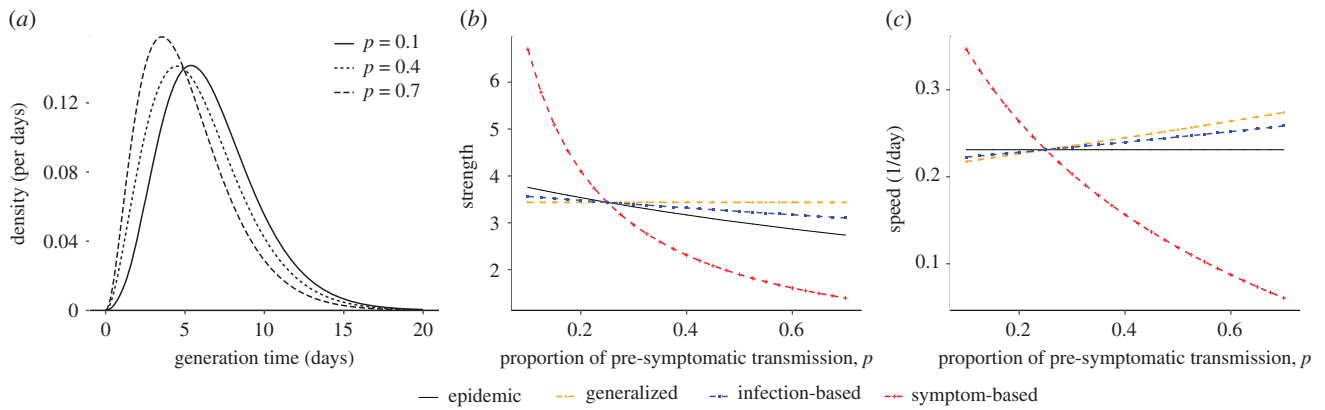 (a)
p = 0.1
p = 0.4
p = 0.7
density (per days)
0.12
0.08
0.04
0
0 5 10 15 20
generation time (days)
(b)
strength
6
5
4
3
2
0.2 0.4 0.6
proportion of pre-symptomatic transmission, p
(c)
speed (1/day)
0.3
0.2
0.1
0.2 0.4 0.6
proportion of pre-symptomatic transmission, p
epidemic generalized infection-based symptom-based